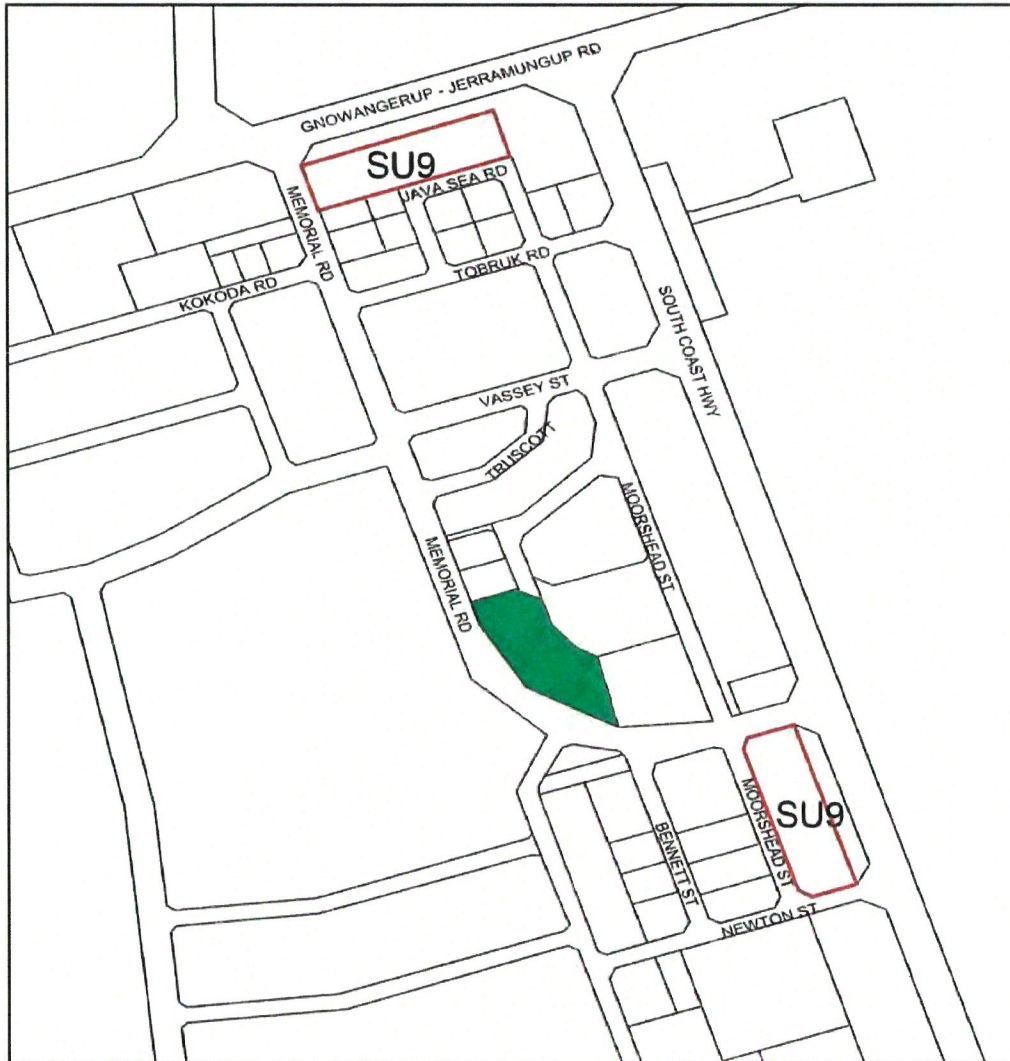 GNOWANGERUP - JERRAMUNGUP RD
SU9
JAVA SEA RD
MEMORIAL RD
TOBRUK RD
KOKODA RD
SOUTH COAST HWY
VASSEY ST
TRUSCOTT
MOORSHEAD ST
MEMORIAL RD
SU9
MOORSHEAD ST
BENNETT ST
NEWTON ST